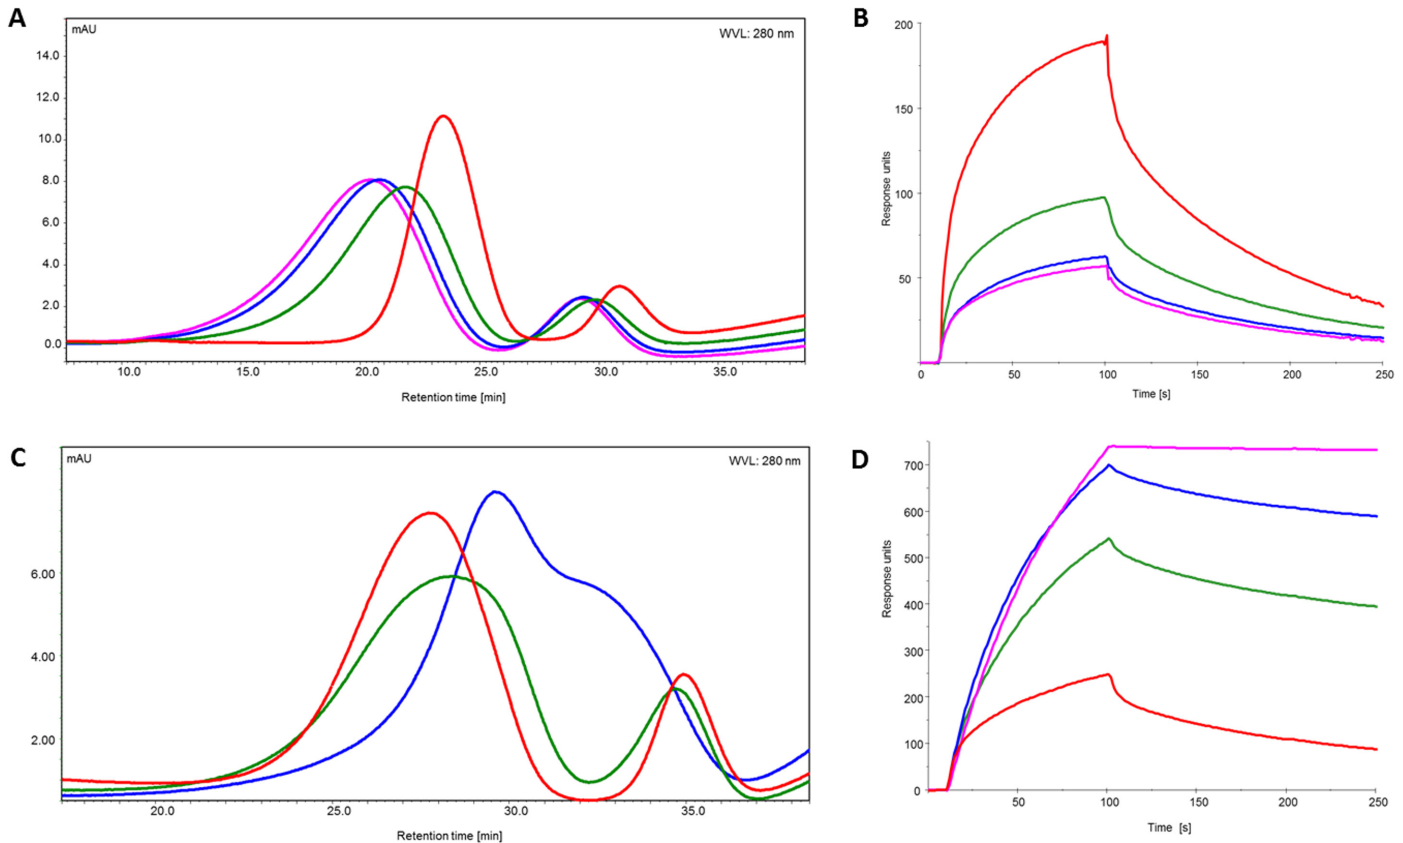 A
mAU
WVL: 280 nm
14.0
12.0
10.0
8.0
6.0
4.0
2.0
0.0
10.0 15.0 20.0 25.0 30.0 35.0
Retention time [min]
B
200
150
100
50
Response units
0 50 100 150 200 250
Time [s]
C
mAU
WVL: 280 nm
6.00
4.00
2.00
20.0 25.0 30.0 35.0
Retention time [min]
D
700
600
500
400
300
200
100
0
Response units
50 100 150 200 250
Time [s]